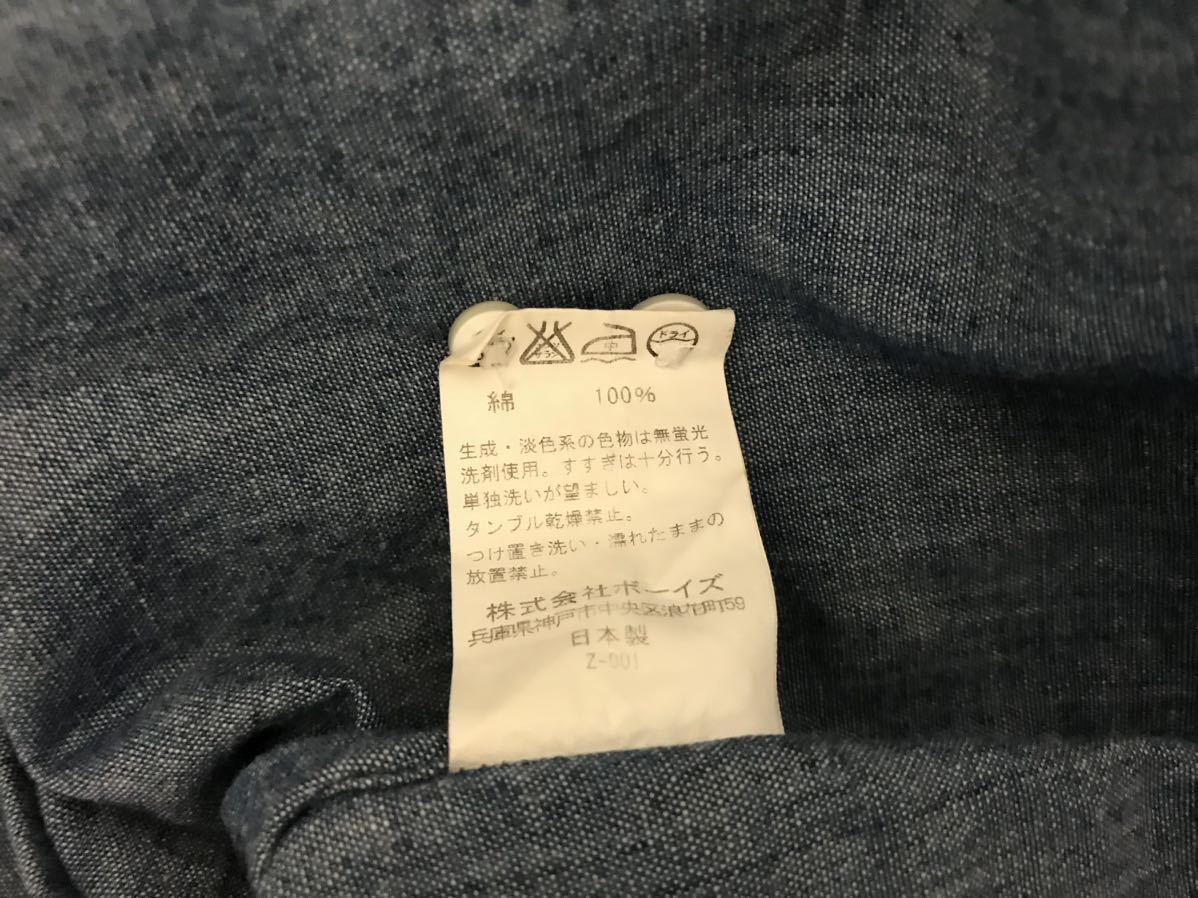 中 ドライ
綿 100%
生成・淡色系の色物は無蛍光
洗剤使用。すすぎは十分行う。
単独洗いが望ましい。
タンブル乾燥禁止。
つけ置き洗い・濡れたままの
放置禁止。
株式会社ボーイズ
兵庫県神戸市中央区浪花町59
日本製
Z-001